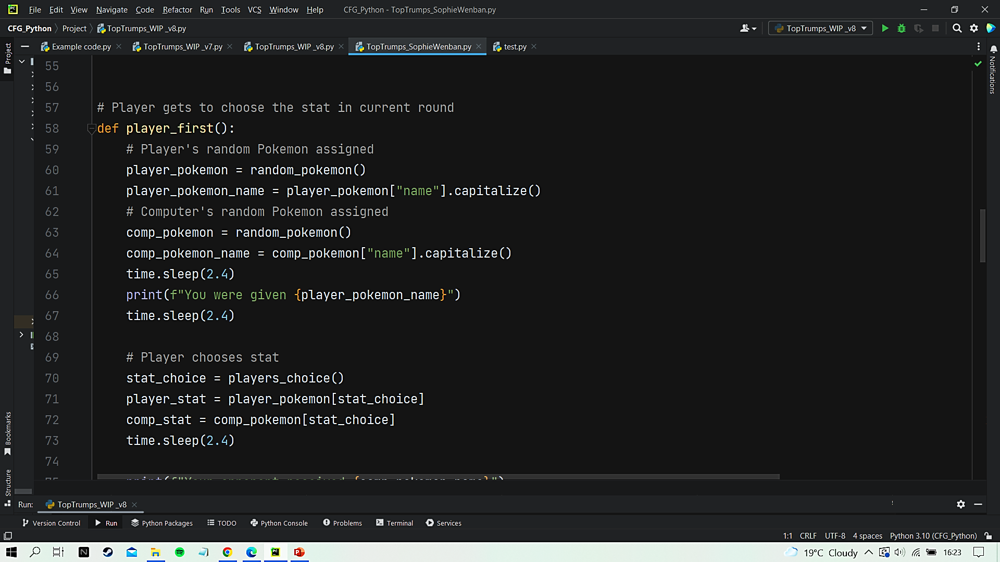 File Edit View Navigate Code Refactor Run Tools VCS Window Help CFG_Python - TopTrumps_SophieWenban.py
CFG_Python Project TopTrumps_WIP _v8.py TopTrumps_WIP _v8
Example code.py TopTrumps_WIP _v7.py TopTrumps_WIP _v8.py TopTrumps_SophieWenban.py test.py
Project
Notifications
55
56
57 # Player gets to choose the stat in current round
58 def player_first():
59 # Player's random Pokemon assigned
60 player_pokemon = random_pokemon()
61 player_pokemon_name = player_pokemon["name"].capitalize()
62 # Computer's random Pokemon assigned
63 comp_pokemon = random_pokemon()
64 comp_pokemon_name = comp_pokemon["name"].capitalize()
65 time.sleep(2.4)
66 print(f"You were given {player_pokemon_name}")
67 time.sleep(2.4)
68
69 # Player chooses stat
70 stat_choice = players_choice()
71 player_stat = player_pokemon[stat_choice]
72 comp_stat = comp_pokemon[stat_choice]
73 time.sleep(2.4)
74
75 print(f"Your opponent received {comp_pokemon_name}")
Bookmarks
Structure
Run: TopTrumps_WIP _v8
Version Control Run Python Packages TODO Python Console Problems Terminal Services
1:1 CRLF UTF-8 4 spaces Python 3.10 (CFG_Python)
19°C Cloudy 16:23